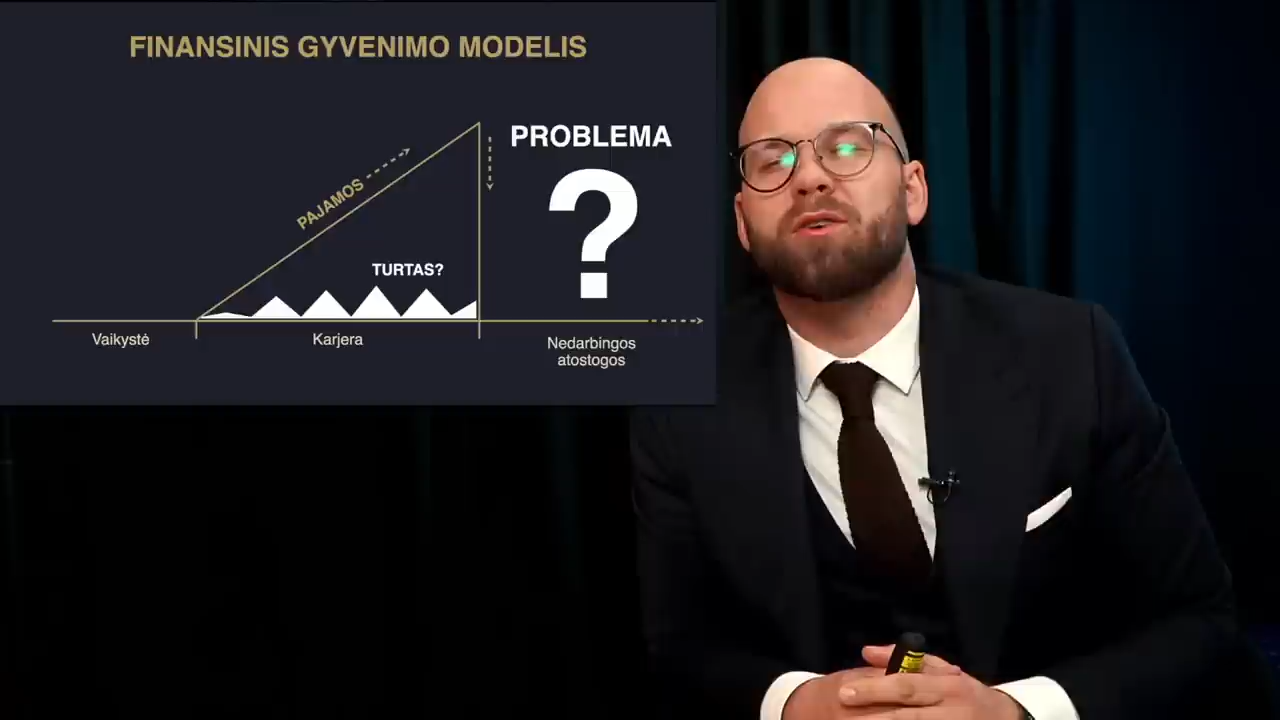 FINANSINIS GYVENIMO MODELIS
PROBLEMA
?
PAJAMOS
TURTAS?
Vaikystė
Karjera
Nedarbingos
atostogos